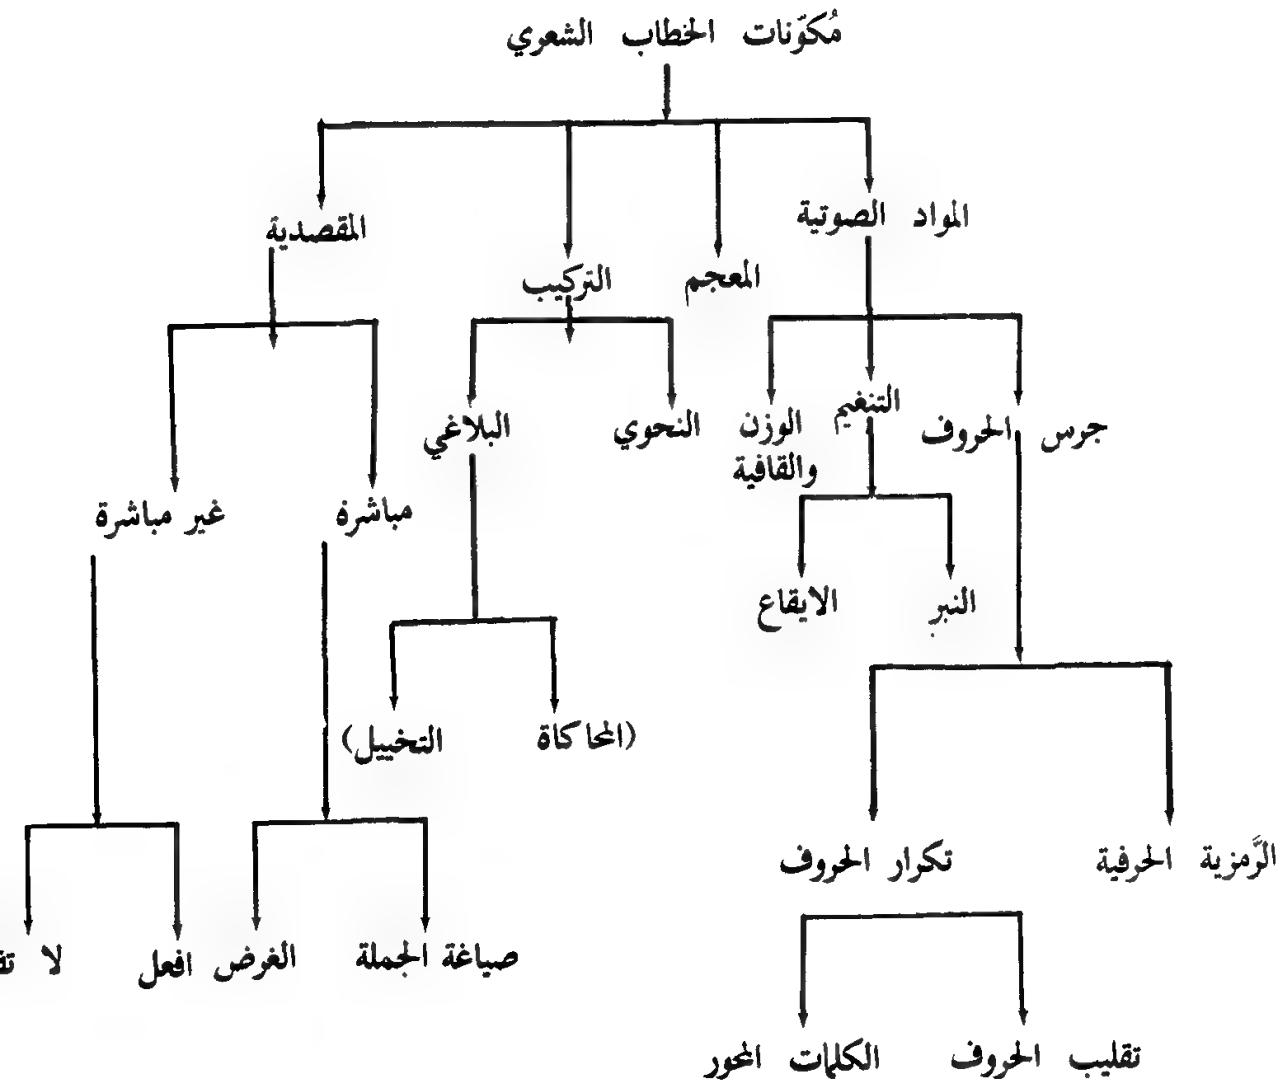 مُكوّنات الخطاب الشعري
المواد الصوتية
المقصدية
المعجم
التركيب
التنغيم
جرس الحروف
الوزن
والقافية
النحوي
البلاغي
مباشرة
غير مباشرة
النبر
الايقاع
(المحاكاة
التخييل)
الرَّمزية الحرفية
تكرار الحروف
صياغة الجملة
الغرض
افعل
لا
تقليب الحروف
الكلمات المحور